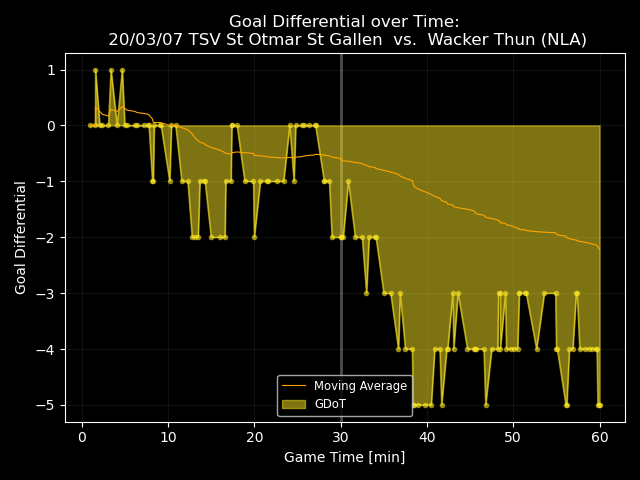 Goal Differential over Time:
20/03/07 TSV St Otmar St Gallen  vs.  Wacker Thun (NLA)
1
0
−1
−2
−3
−4
−5
Goal Differential
Moving Average
GDoT
0 10 20 30 40 50 60
Game Time [min]